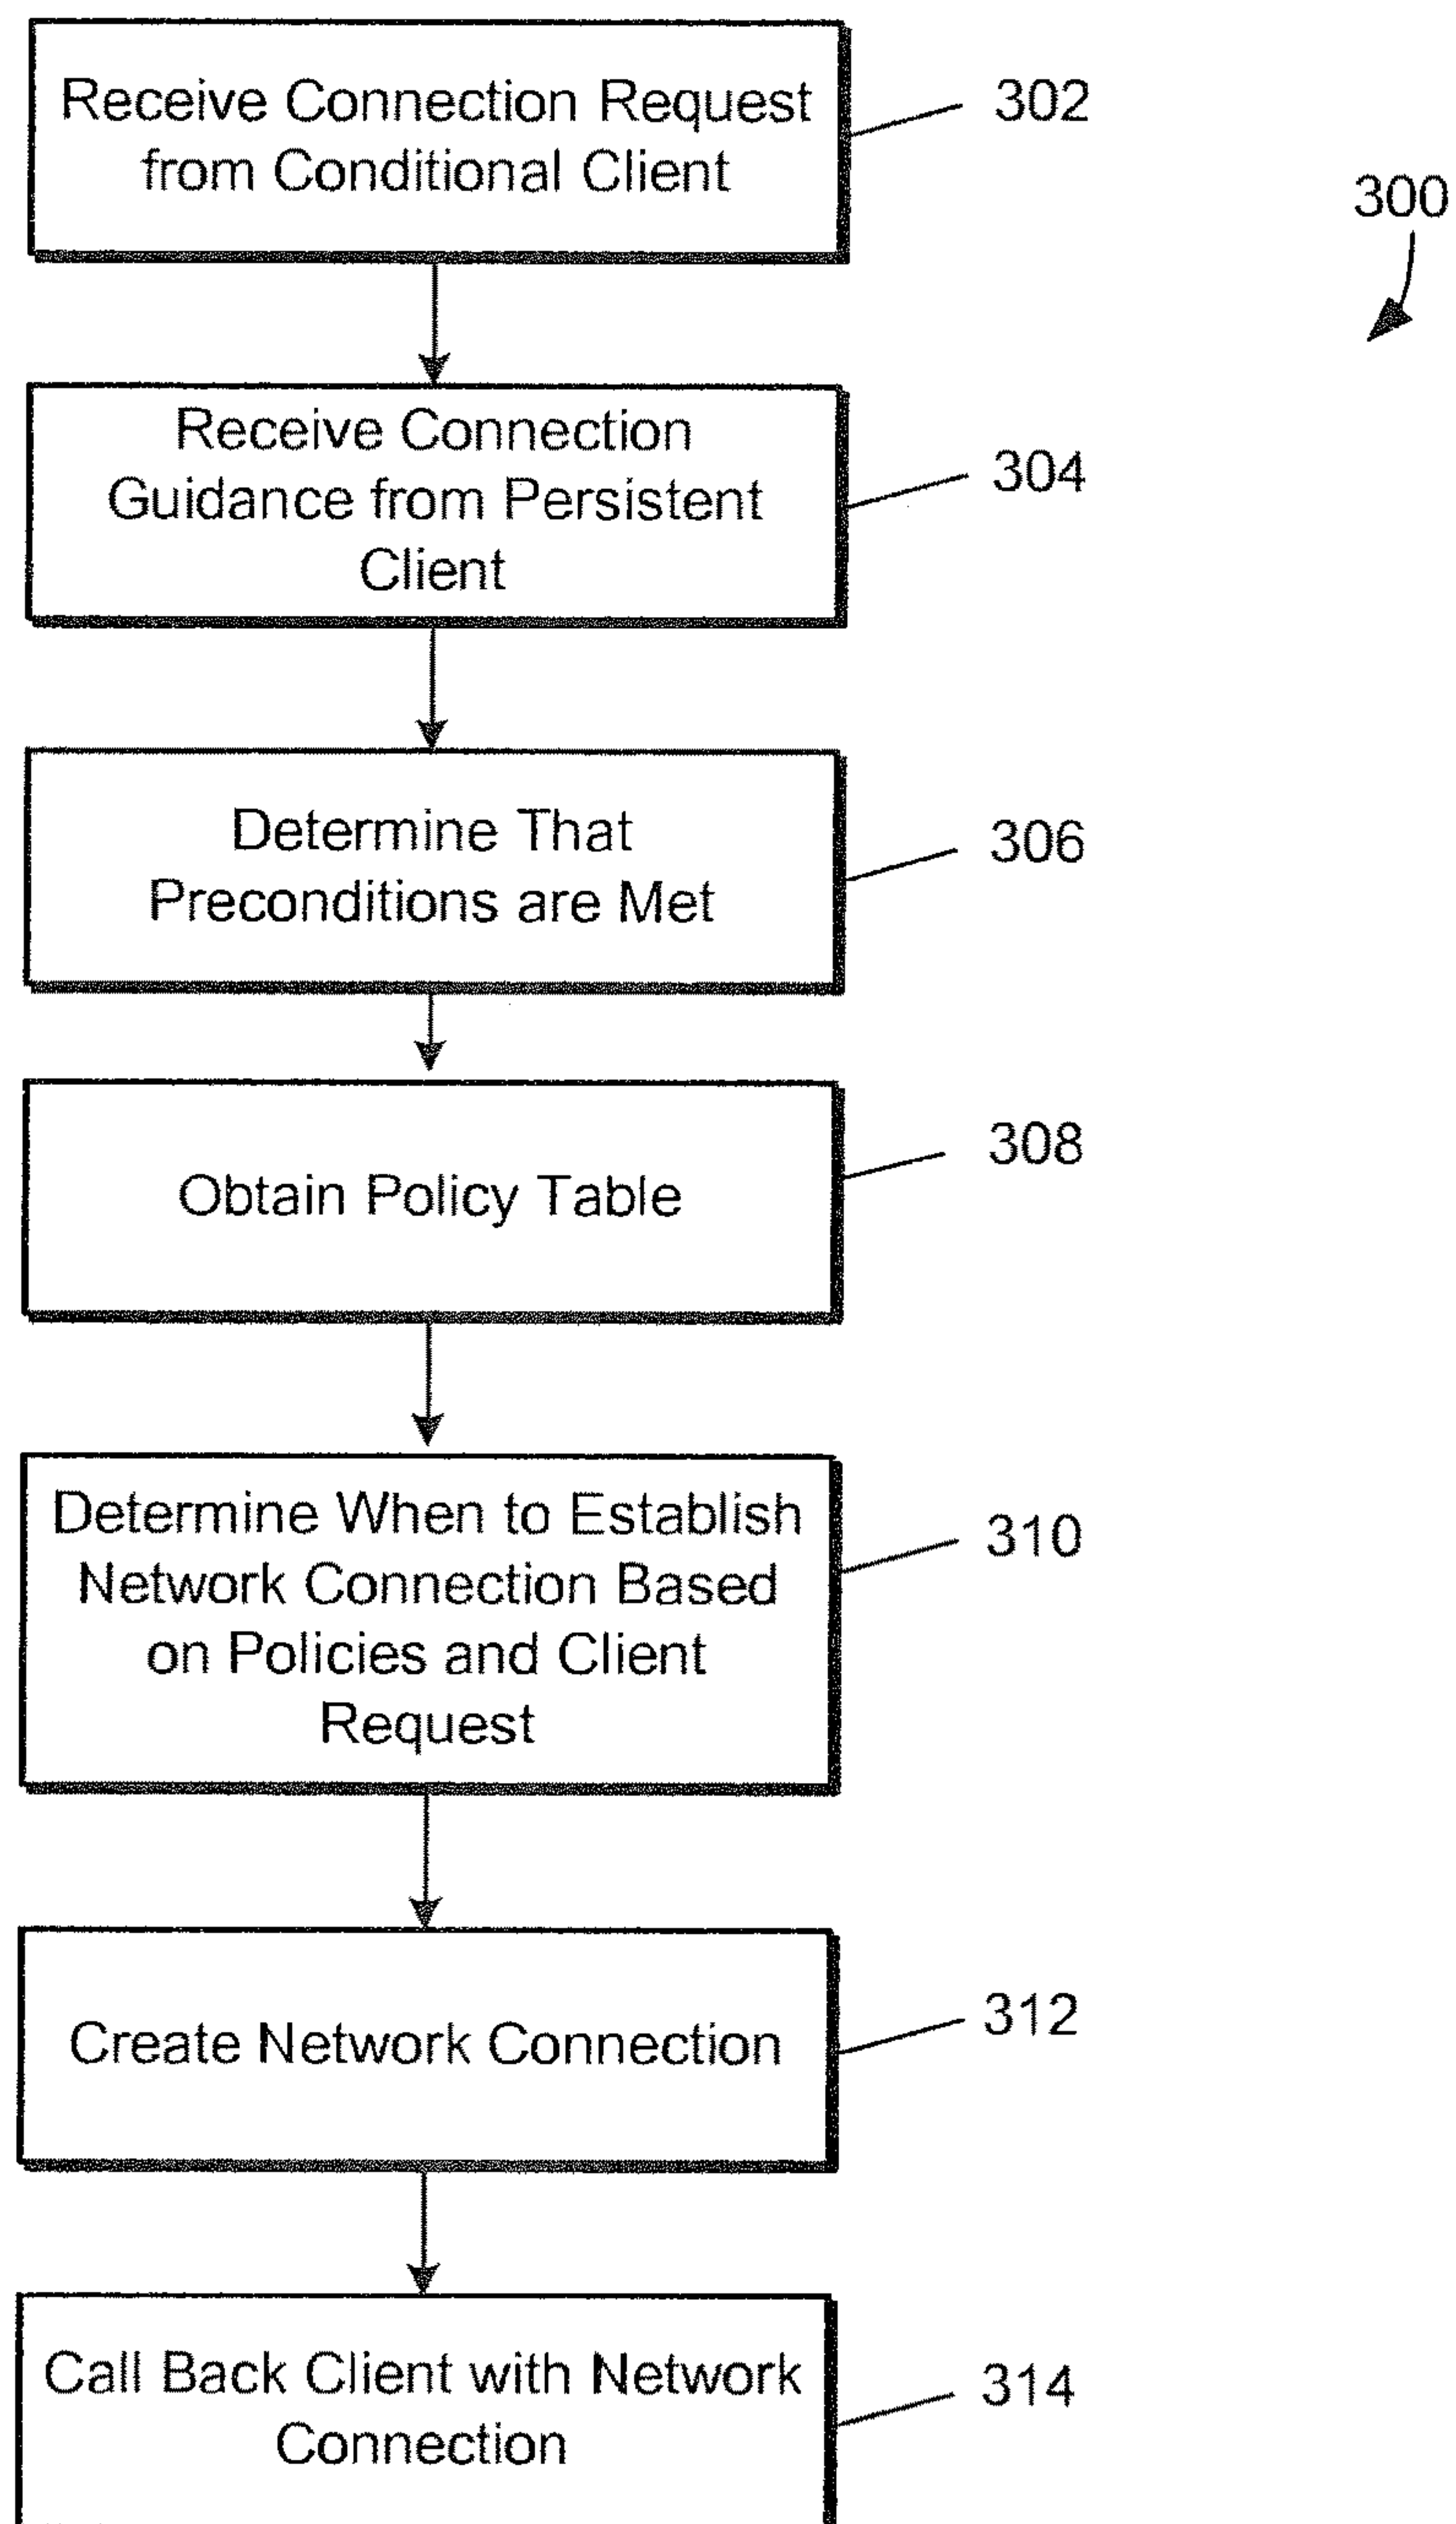 Receive Connection Request
from Conditional Client
302
300
Receive Connection
Guidance from Persistent
Client
304
Determine That
Preconditions are Met
306
Obtain Policy Table
308
Determine When to Establish
Network Connection Based
on Policies and Client
Request
310
Create Network Connection
312
Call Back Client with Network
Connection
314